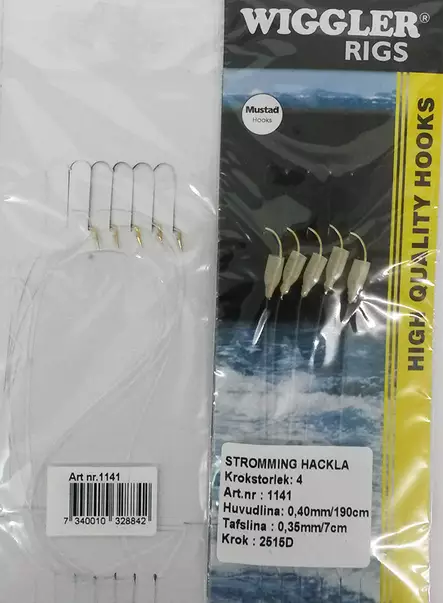 WIGGLER®
RIGS
Mustad
Hooks
HIGH QUALITY HOOKS
STROMMING HACKLA
Krokstorlek: 4
Art.nr : 1141
Huvudlina: 0,40mm/190cm
Tafslina : 0,35mm/7cm
Krok : 2515D
Art nr.1141
7 340010 328842